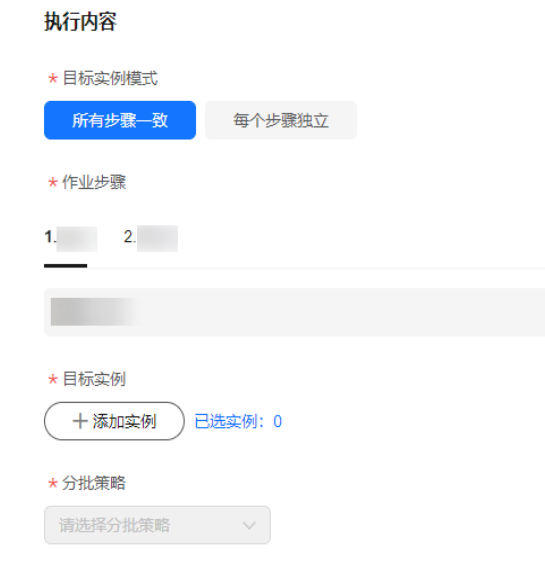 执行内容
* 目标实例模式
所有步骤一致 每个步骤独立
* 作业步骤
1. 2.
* 目标实例
+ 添加实例 已选实例：0
* 分批策略
请选择分批策略